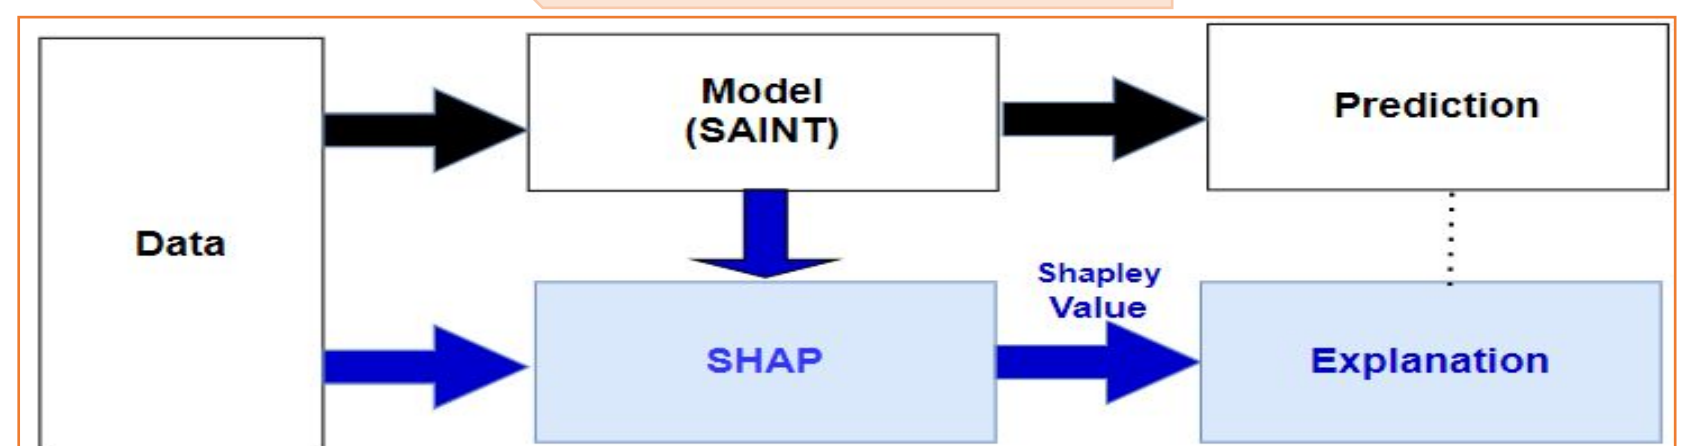 Model
(SAINT)
Prediction
Data
Shapley
Value
SHAP
Explanation